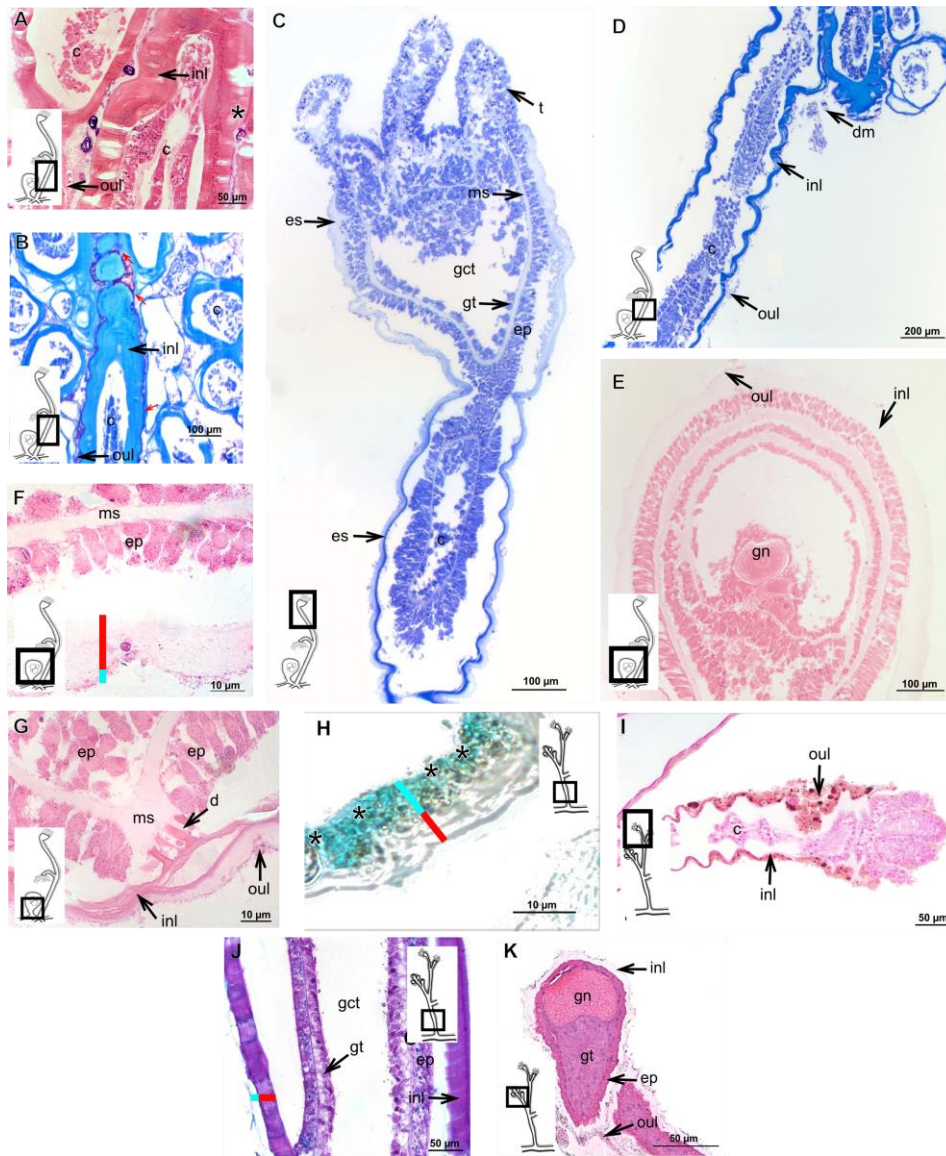 A
c
inl
*
c
oul
50 µm
B
c
inl
c
oul
100 µm
C
t
ms
es
gct
gt
ep
es
c
100 µm
D
dm
inl
c
oul
200 µm
E
oul
inl
gn
100 µm
F
ms
ep
10 µm
G
ep
ep
ms
d
oul
inl
10 µm
H
* * * *
10 µm
I
oul
c
inl
50 µm
J
gct
gt
ep
inl
50 µm
K
inl
gn
gt
ep
oul
50 µm